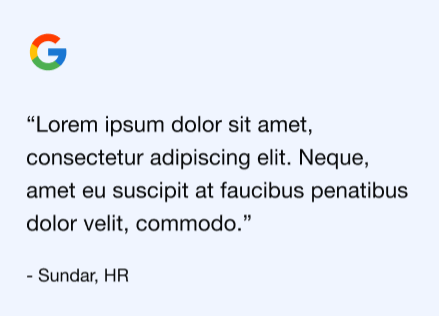 “Lorem ipsum dolor sit amet,
consectetur adipiscing elit. Neque,
amet eu suscipit at faucibus penatibus
dolor velit, commodo.”
- Sundar, HR